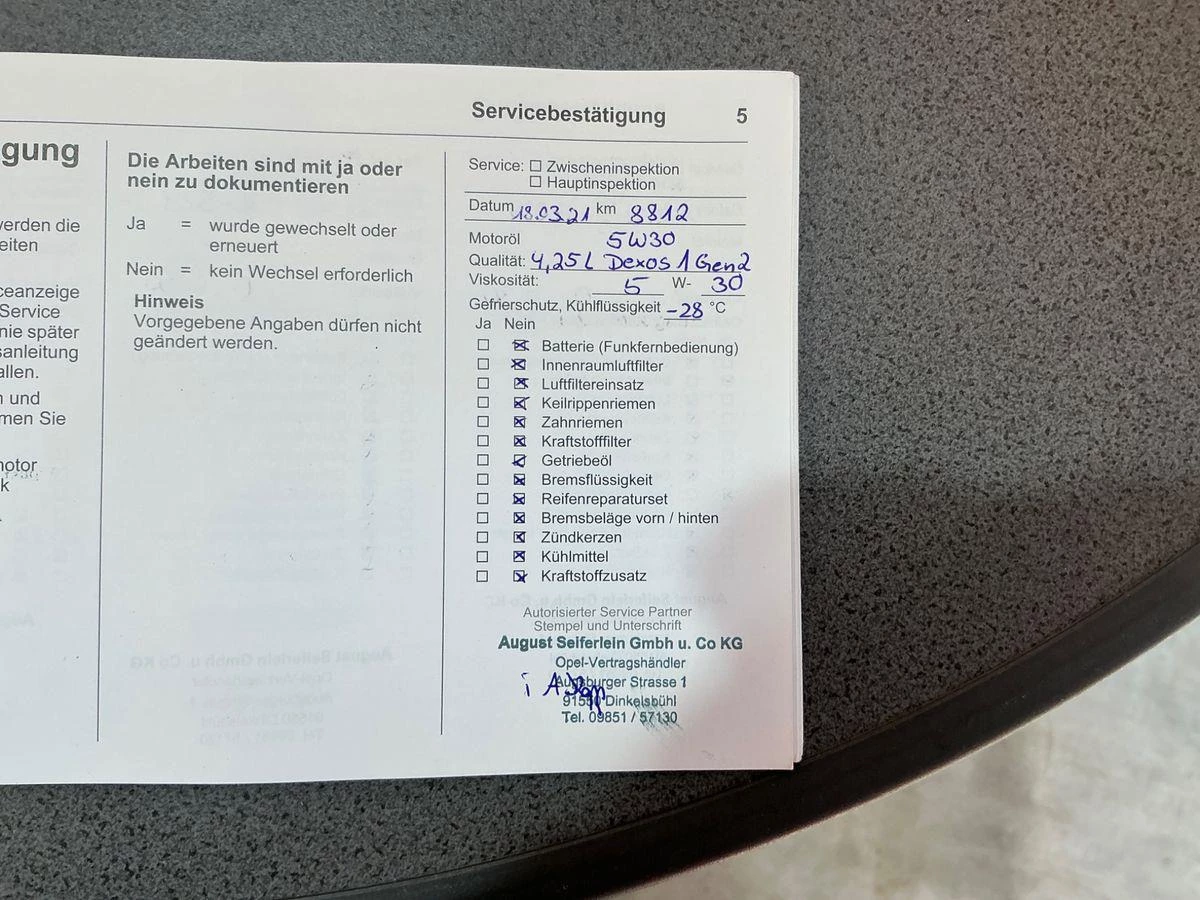 Servicebestätigung 5
gung
verden die
eiten
ceanzeige
Service
nie später
sanleitung
allen.
und
men Sie
motor
k
Die Arbeiten sind mit ja oder
nein zu dokumentieren
Ja = wurde gewechselt oder
erneuert
Nein = kein Wechsel erforderlich
Hinweis
Vorgegebene Angaben dürfen nicht
geändert werden.
Service: ☐ Zwischeninspektion
☐ Hauptinspektion
Datum 18.03.21 km 8812
Motoröl 5W30
Qualität: 4,25L Dexos 1 Gen2
Viskosität: 5 W- 30
Gefrierschutz, Kühlflüssigkeit -28 °C
Ja Nein
☐ ☒ Batterie (Funkfernbedienung)
☐ ☒ Innenraumluftfilter
☐ ☒ Luftfiltereinsatz
☐ ☒ Keilrippenriemen
☐ ☒ Zahnriemen
☐ ☒ Kraftstofffilter
☐ ☒ Getriebeöl
☐ ☒ Bremsflüssigkeit
☐ ☒ Reifenreparaturset
☐ ☒ Bremsbeläge vorn / hinten
☐ ☒ Zündkerzen
☐ ☒ Kühlmittel
☐ ☒ Kraftstoffzusatz
Autorisierter Service Partner
Stempel und Unterschrift
August Seiferlein Gmbh u. Co KG
Opel-Vertragshändler
Augsburger Strasse 1
91550 Dinkelsbühl
Tel. 09851 / 57130